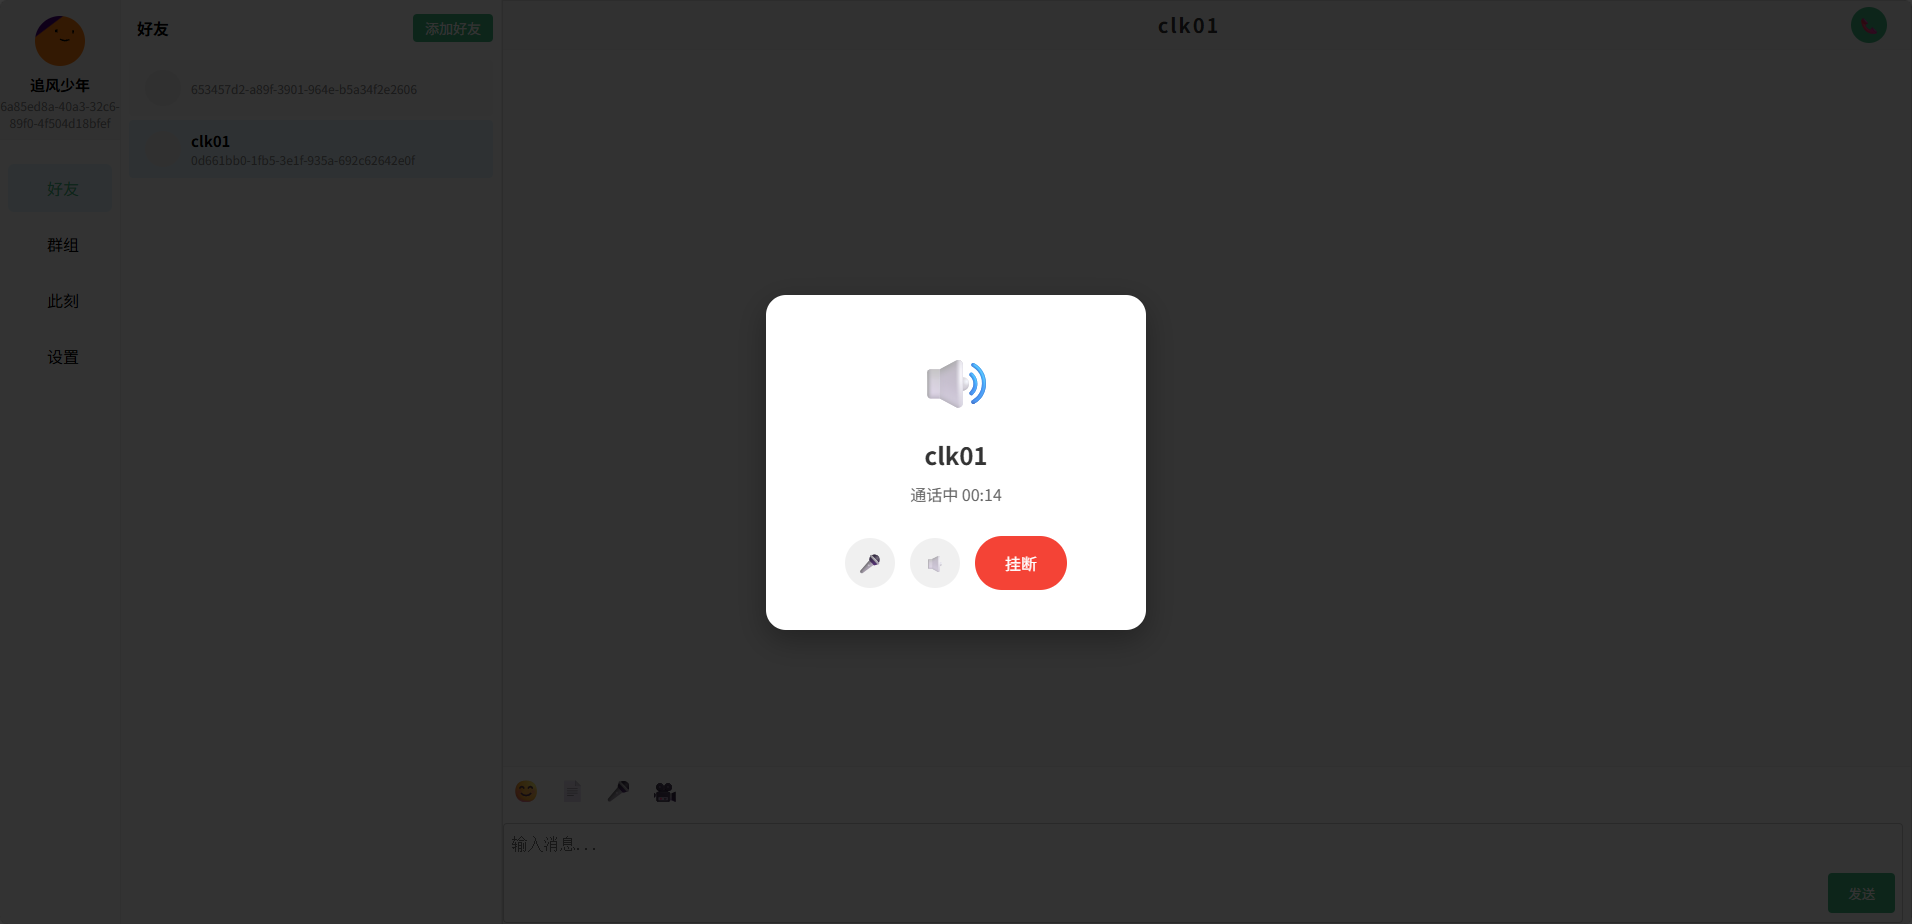 追风少年
6a85ed8a-40a3-32c6-
89f0-4f504d18bfef
好友
群组
此刻
设置
好友
添加好友
653457d2-a89f-3901-964e-b5a34f2e2606
clk01
0d661bb0-1fb5-3e1f-935a-692c62642e0f
clk01
clk01
通话中 00:14
挂断
输入消息...
发送